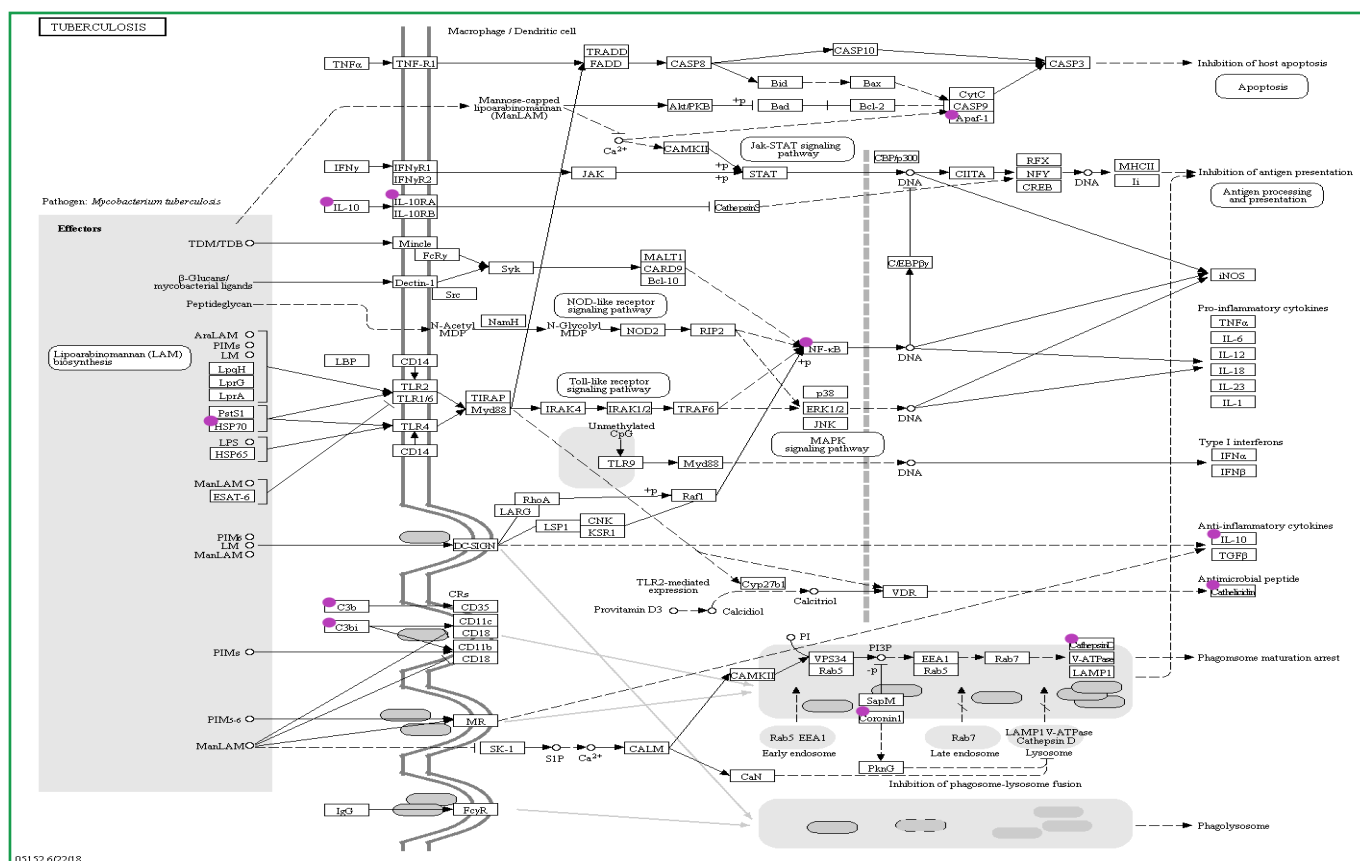 TUBERCULOSIS
Macrophage / Dendritic cell
TNFα
TNF-R1
TRADD
FADD
CASP8
CASP10
CASP3
Inhibition of host apoptosis
Apoptosis
Bid
Bax
CytC
CASP9
Apaf-1
Mannose-capped
lipoarabinomannan
(ManLAM)
Akt/PKB
+p
Bad
Bcl-2
Ca2+
CAMKII
Jak-STAT signaling
pathway
IFNγ
IFNγR1
IFNγR2
JAK
+p
+p
STAT
CBP/p300
DNA
CIITA
RFX
NFY
CREB
DNA
MHCII
Ii
Inhibition of antigen presentation
Antigen processing
and presentation
Pathogen: Mycobacterium tuberculosis
IL-10
IL-10RA
IL-10RB
CathepsinS
Effectors
TDM/TDB
Mincle
FcRγ
Syk
β-Glucans/
mycobacterial ligands
Dectin-1
Src
MALT1
CARD9
Bcl-10
C/EBPβγ
iNOS
Peptideglycan
N-Acetyl
MDP
NamH
N-Glycolyl
MDP
NOD-like receptor
signaling pathway
NOD2
RIP2
NF-κB
+p
DNA
Pro-inflammatory cytokines
TNFα
IL-6
IL-12
IL-18
IL-23
IL-1
Lipoarabinomannan (LAM)
biosynthesis
AraLAM
PIMs
LM
LpqH
LprG
LprA
PstS1
HSP70
LPS
HSP65
ManLAM
ESAT-6
LBP
CD14
TLR2
TLR1/6
TLR4
CD14
TIRAP
Myd88
Toll-like receptor
signaling pathway
IRAK4
IRAK1/2
TRAF6
p38
ERK1/2
JNK
DNA
MAPK
signaling pathway
Unmethylated
CpG
TLR9
Myd88
DNA
Type I interferons
IFNα
IFNβ
RhoA
LARG
+p
Raf1
LSP1
CNK
KSR1
PIMs
LM
ManLAM
DC-SIGN
Anti-inflammatory cytokines
IL-10
TGFβ
TLR2-mediated
expression
Cyp27b1
Provitamin D3
Calcidiol
Calcitriol
VDR
Antimicrobial peptide
Cathelicidin
C3b
C3bi
CRs
CD35
CD11c
CD18
CD11b
CD18
PIMs
PI
VPS34
Rab5
PI3P
-p
EEA1
Rab5
Rab7
CathepsinD
V-ATPase
LAMP1
Phagomsome maturation arrest
CAMKII
SapM
Coronin1
PIM5-6
MR
ManLAM
SK-1
S1P
Ca2+
CALM
CaN
Rab5 EEA1
Early endosome
PknG
Rab7
Late endosome
LAMP1 V-ATPase
Cathepsin D
Lysosome
Inhibition of phagosome-lysosome fusion
IgG
FcγR
Phagolysosome
05152 6/22/18